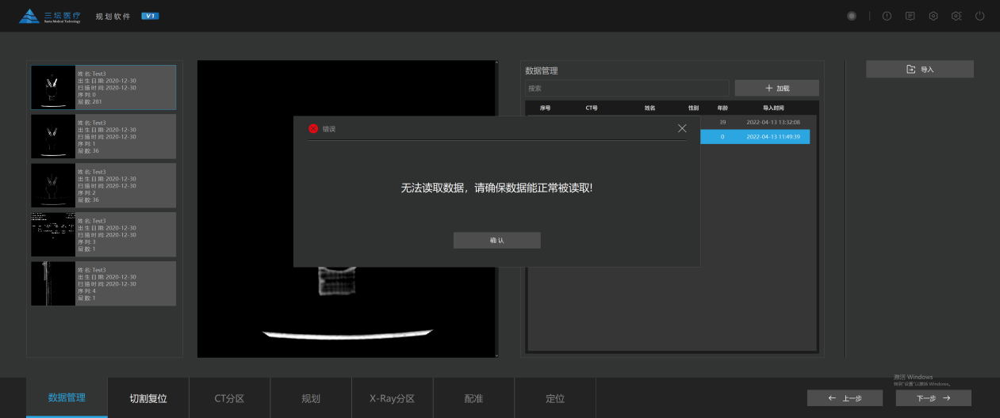 三坛医疗
Santa Medical Technology
规划软件
V 1
姓 名: Test3
出 生 日 期: 2020-12-30
扫 描 时 间: 2020-12-30
序 列: 0
层 数: 281
姓 名: Test3
出 生 日 期: 2020-12-30
扫 描 时 间: 2020-12-30
序 列: 1
层 数: 36
姓 名: Test3
出 生 日 期: 2020-12-30
扫 描 时 间: 2020-12-30
序 列: 2
层 数: 36
姓 名: Test3
出 生 日 期: 2020-12-30
扫 描 时 间: 2020-12-30
序 列: 3
层 数: 1
姓 名: Test3
出 生 日 期: 2020-12-30
扫 描 时 间: 2020-12-30
序 列: 4
层 数: 1
数据管理
搜索
加载
序号 CT号 姓名 性别 年龄 导入时间
39 2022-04-13 13:32:08
0 2022-04-13 11:49:39
导入
错误
无法读取数据，请确保数据能正常被读取!
确 认
激活 Windows
转到"设置"以激活 Windows。
数据管理 切割复位 CT分区 规划 X-Ray分区 配准 定位
上一步 下一步